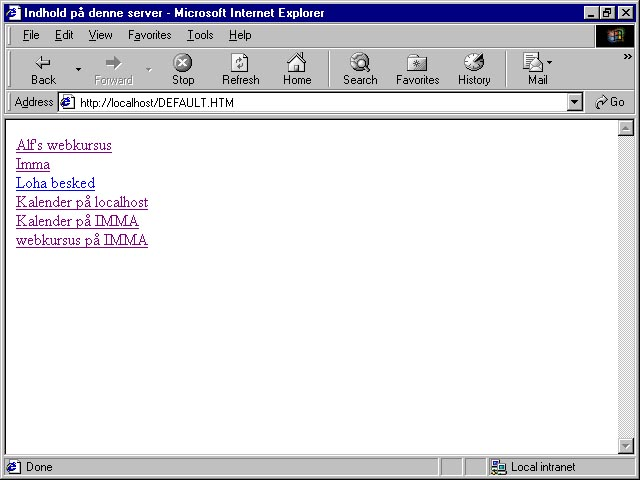 Indhold på denne server - Microsoft Internet Explorer
File Edit View Favorites Tools Help
Back Forward Stop Refresh Home Search Favorites History Mail »
Address http://localhost/DEFAULT.HTM Go
Alf's webkursus
Imma
Loha besked
Kalender på localhost
Kalender på IMMA
webkursus på IMMA
Done Local intranet